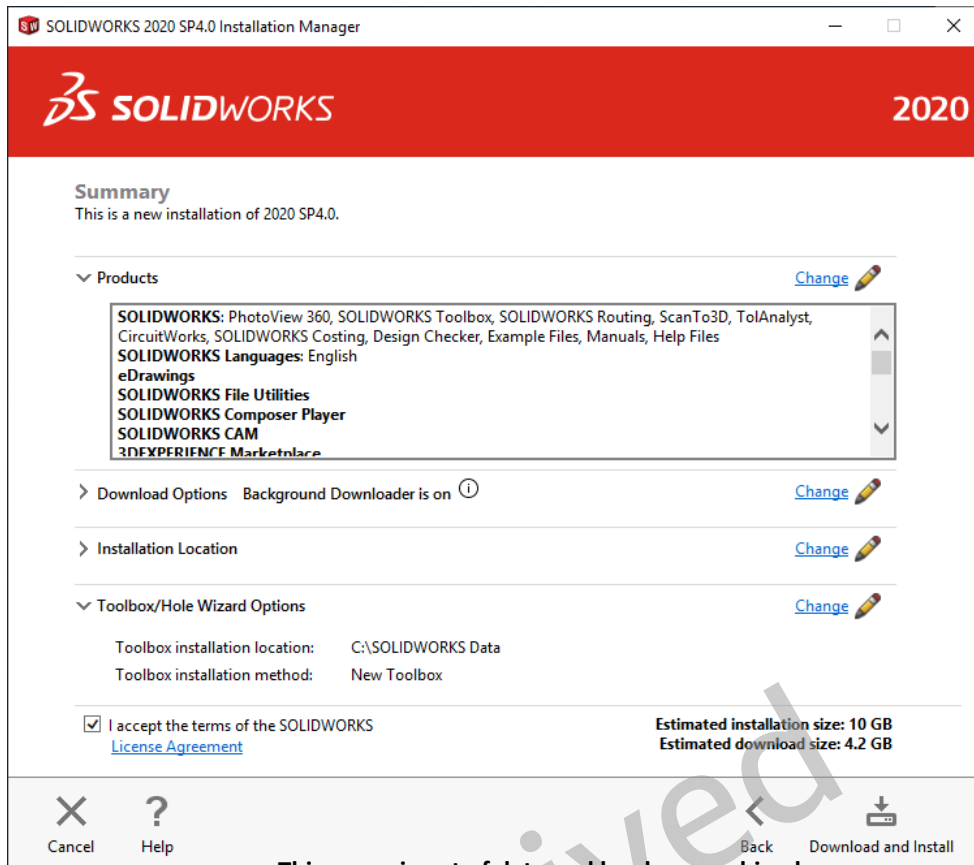 SOLIDWORKS 2020 SP4.0 Installation Manager
SOLIDWORKS
2020
Summary
This is a new installation of 2020 SP4.0.
Products
Change
SOLIDWORKS: PhotoView 360, SOLIDWORKS Toolbox, SOLIDWORKS Routing, ScanTo3D, TolAnalyst,
CircuitWorks, SOLIDWORKS Costing, Design Checker, Example Files, Manuals, Help Files
SOLIDWORKS Languages: English
eDrawings
SOLIDWORKS File Utilities
SOLIDWORKS Composer Player
SOLIDWORKS CAM
3DEXPERIENCE Marketplace
Download Options Background Downloader is on
Change
Installation Location
Change
Toolbox/Hole Wizard Options
Change
Toolbox installation location: C:\SOLIDWORKS Data
Toolbox installation method: New Toolbox
I accept the terms of the SOLIDWORKS
License Agreement
Estimated installation size: 10 GB
Estimated download size: 4.2 GB
Cancel
Help
Back
Download and Install